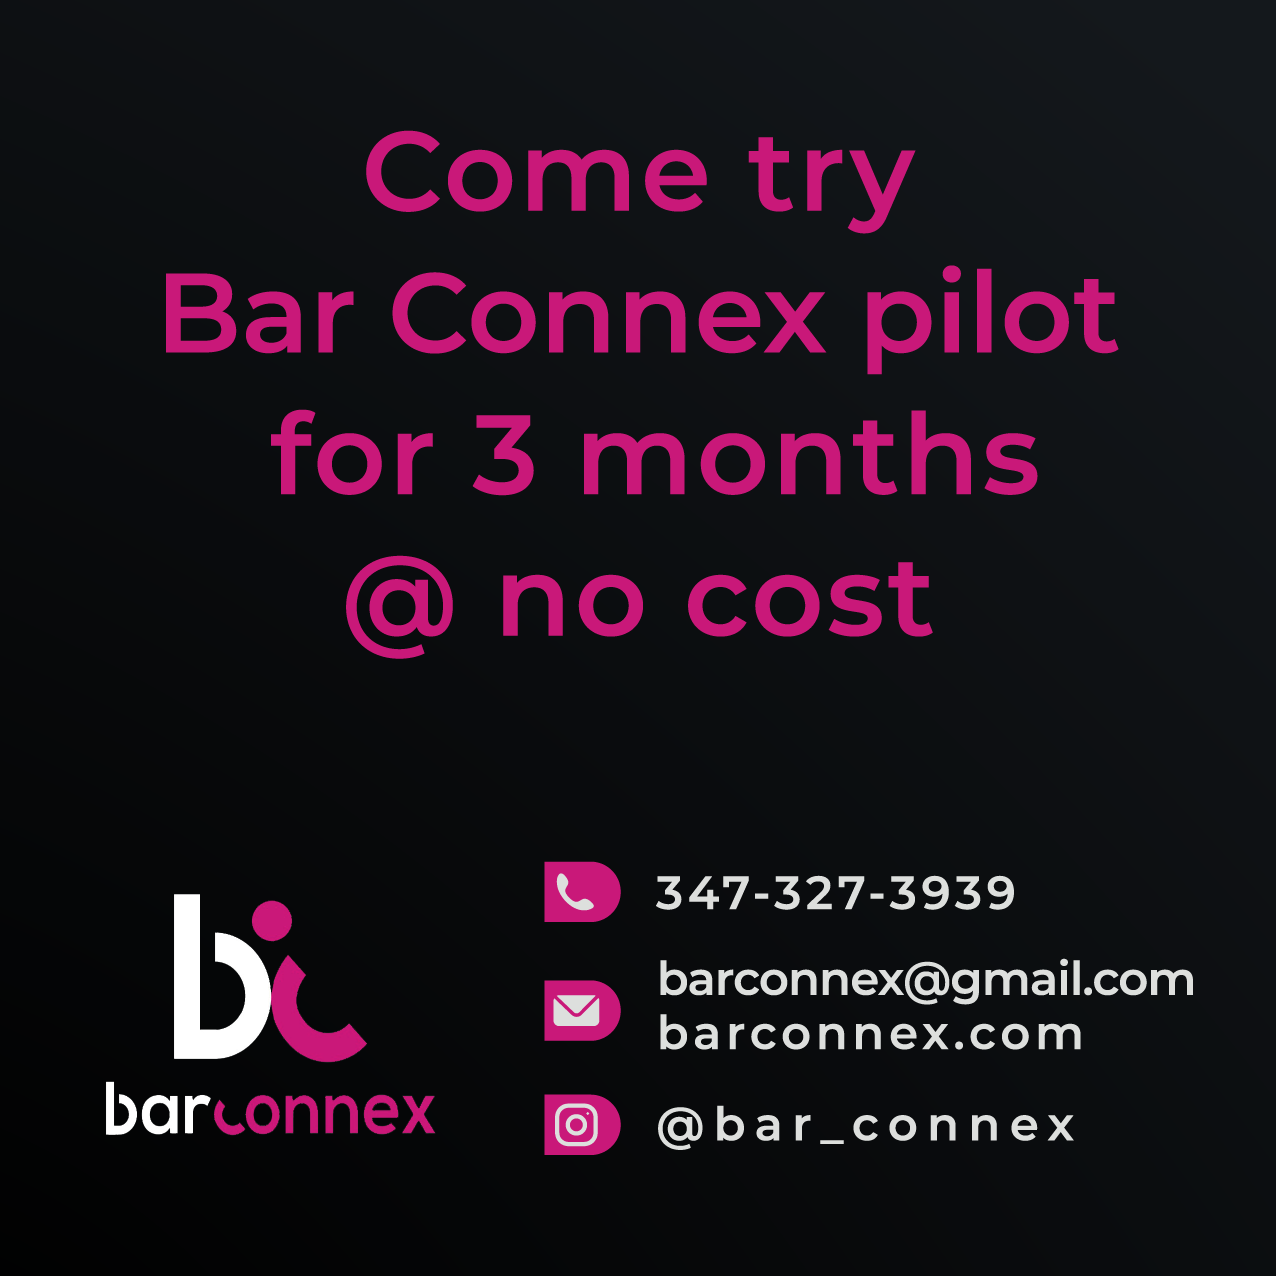 Come try
Bar Connex pilot
for 3 months
@ no cost
bc
barconnex
347-327-3939
barconnex@gmail.com
barconnex.com
@bar_connex